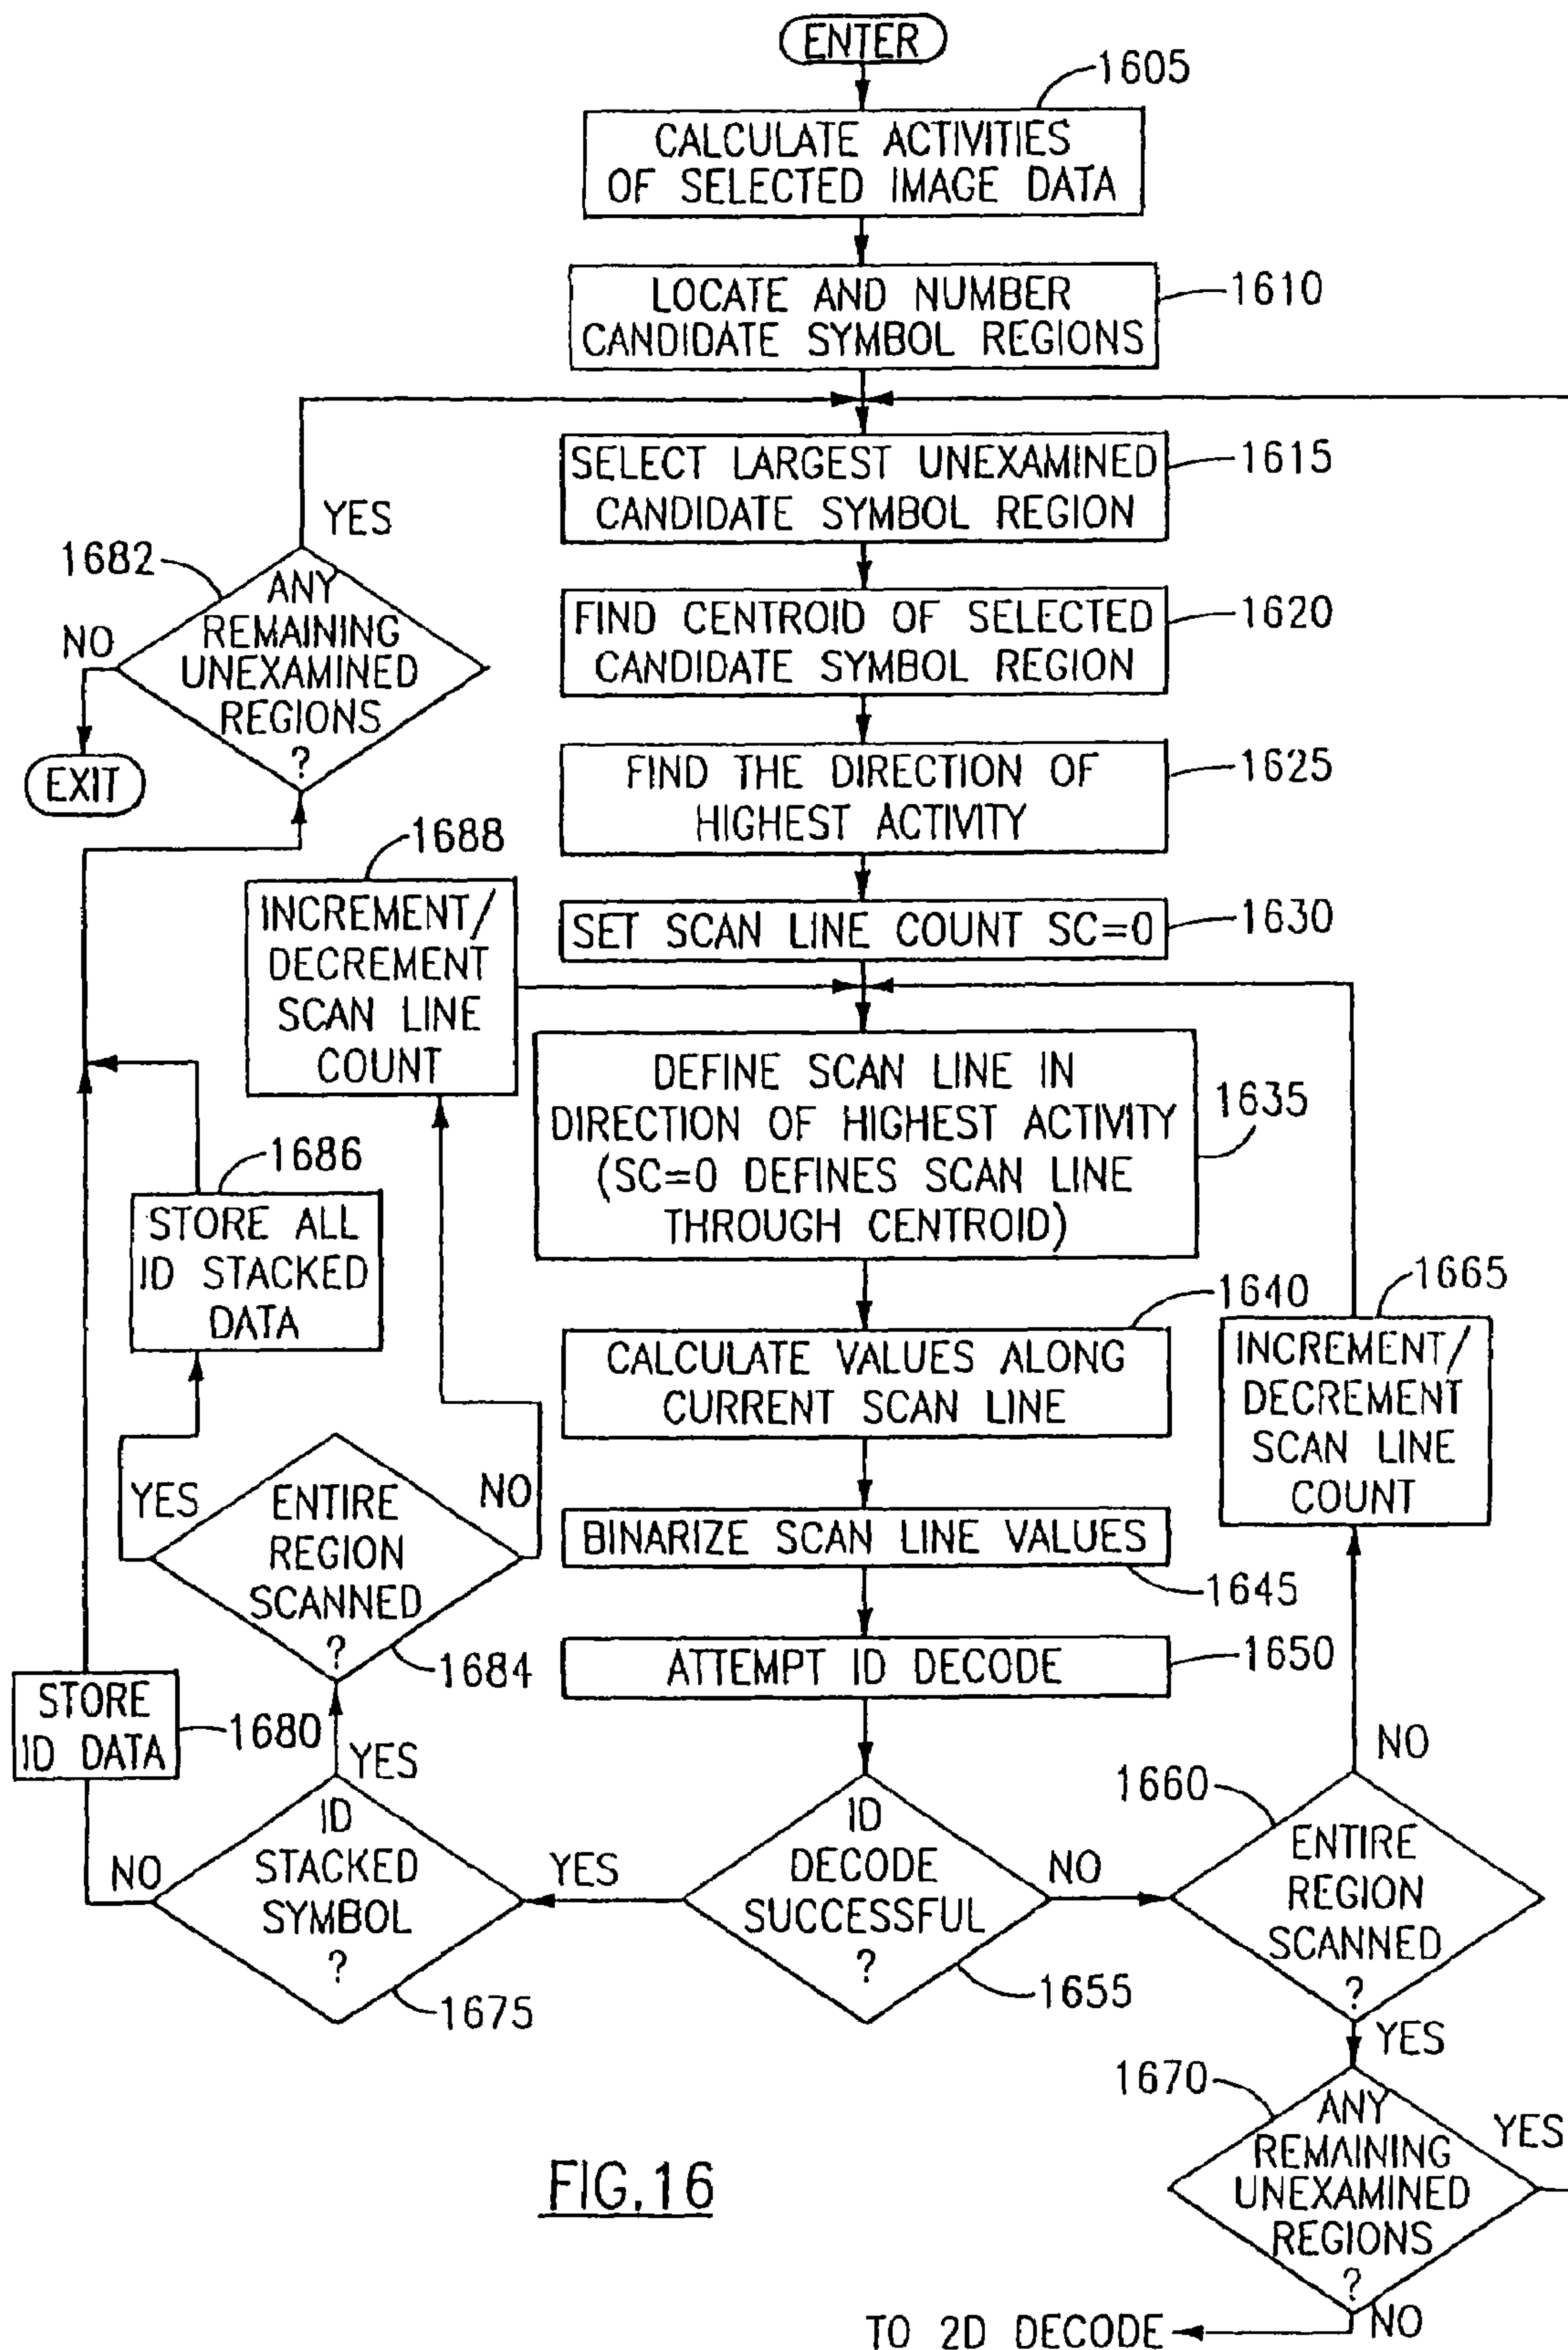 ENTER
1605
CALCULATE ACTIVITIES
OF SELECTED IMAGE DATA
LOCATE AND NUMBER
CANDIDATE SYMBOL REGIONS
1610
SELECT LARGEST UNEXAMINED
CANDIDATE SYMBOL REGION
1615
YES
1682
ANY
REMAINING
UNEXAMINED
REGIONS
?
NO
EXIT
FIND CENTROID OF SELECTED
CANDIDATE SYMBOL REGION
1620
FIND THE DIRECTION OF
HIGHEST ACTIVITY
1625
1688
INCREMENT/
DECREMENT
SCAN LINE
COUNT
SET SCAN LINE COUNT SC=0
1630
DEFINE SCAN LINE IN
DIRECTION OF HIGHEST ACTIVITY
(SC=0 DEFINES SCAN LINE
THROUGH CENTROID)
1635
1686
STORE ALL
ID STACKED
DATA
1640
CALCULATE VALUES ALONG
CURRENT SCAN LINE
1665
INCREMENT/
DECREMENT
SCAN LINE
COUNT
YES
ENTIRE
REGION
SCANNED
?
NO
1684
BINARIZE SCAN LINE VALUES
1645
ATTEMPT ID DECODE
1650
STORE
ID DATA
1680
YES
NO
ID
STACKED
SYMBOL
?
1675
YES
ID
DECODE
SUCCESSFUL
?
1655
NO
1660
NO
ENTIRE
REGION
SCANNED
?
YES
1670
ANY
REMAINING
UNEXAMINED
REGIONS
?
YES
NO
TO 2D DECODE
FIG.16